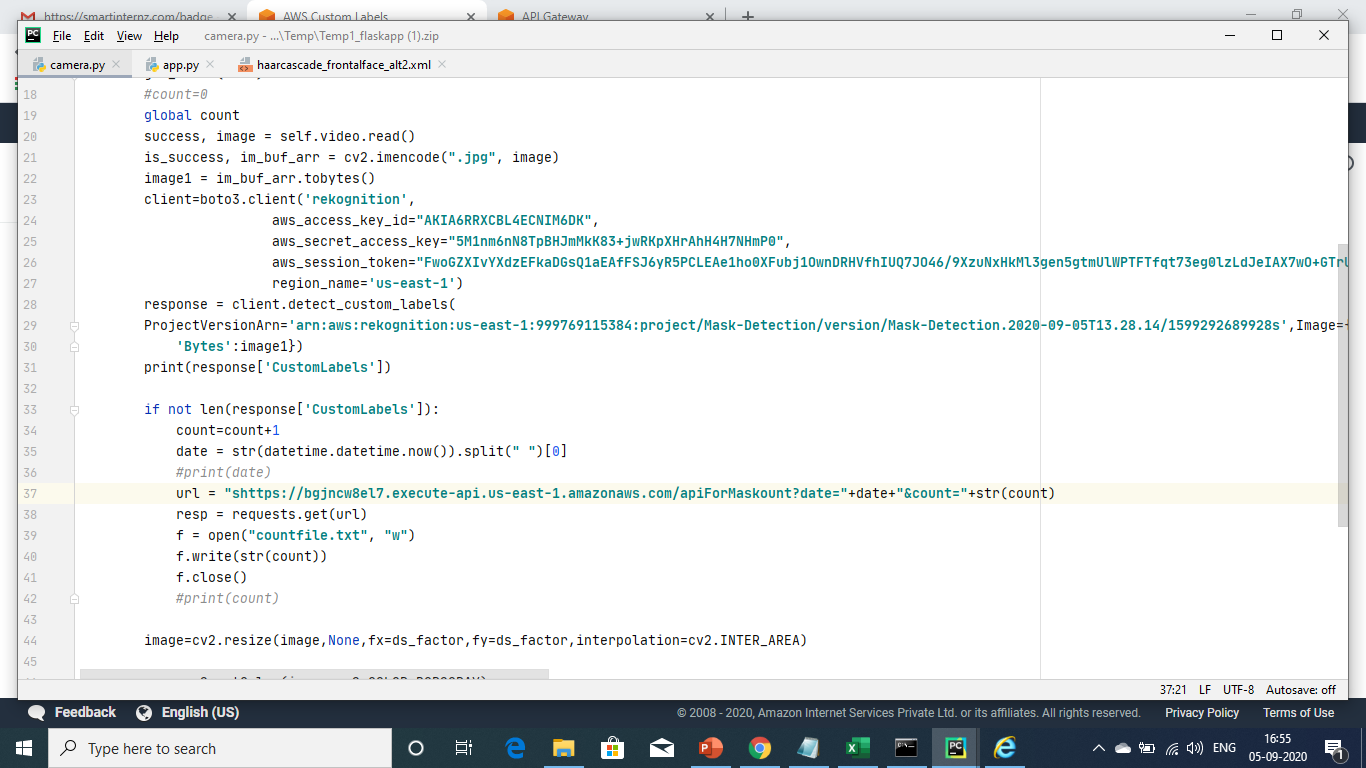 https://smartinternz.com/badge
AWS Custom Labels
API Gateway
File Edit View Help camera.py - ...\Temp\Temp1_flaskapp (1).zip
camera.py app.py haarcascade_frontalface_alt2.xml
18 #count=0
19 global count
20 success, image = self.video.read()
21 is_success, im_buf_arr = cv2.imencode(".jpg", image)
22 image1 = im_buf_arr.tobytes()
23 client=boto3.client('rekognition',
24 aws_access_key_id="AKIA6RRXCBL4ECNIM6DK",
25 aws_secret_access_key="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",
26 aws_session_token="FwoGZXIvYXdzEFkaDGsQ1aEAfFSJ6yR5PCLEAe1ho0XFubj1OwnDRHVfhIUQ7JO46/9XzuNxHkMl3gen5gtmUlWPTFTfqt73eg0lzLdJeIAX7wO+GTrU
27 region_name='us-east-1')
28 response = client.detect_custom_labels(
29 ProjectVersionArn='arn:aws:rekognition:us-east-1:999769115384:project/Mask-Detection/version/Mask-Detection.2020-09-05T13.28.14/1599292689928s',Image={
30 'Bytes':image1})
31 print(response['CustomLabels'])
32
33 if not len(response['CustomLabels']):
34 count=count+1
35 date = str(datetime.datetime.now()).split(" ")[0]
36 #print(date)
37 url = "shttps://bgjncw8el7.execute-api.us-east-1.amazonaws.com/apiForMaskount?date="+date+"&count="+str(count)
38 resp = requests.get(url)
39 f = open("countfile.txt", "w")
40 f.write(str(count))
41 f.close()
42 #print(count)
43
44 image=cv2.resize(image,None,fx=ds_factor,fy=ds_factor,interpolation=cv2.INTER_AREA)
45
37:21 LF UTF-8 Autosave: off
Feedback English (US) © 2008 - 2020, Amazon Internet Services Private Ltd. or its affiliates. All rights reserved. Privacy Policy Terms of Use
Type here to search
ENG
16:55
05-09-2020
1